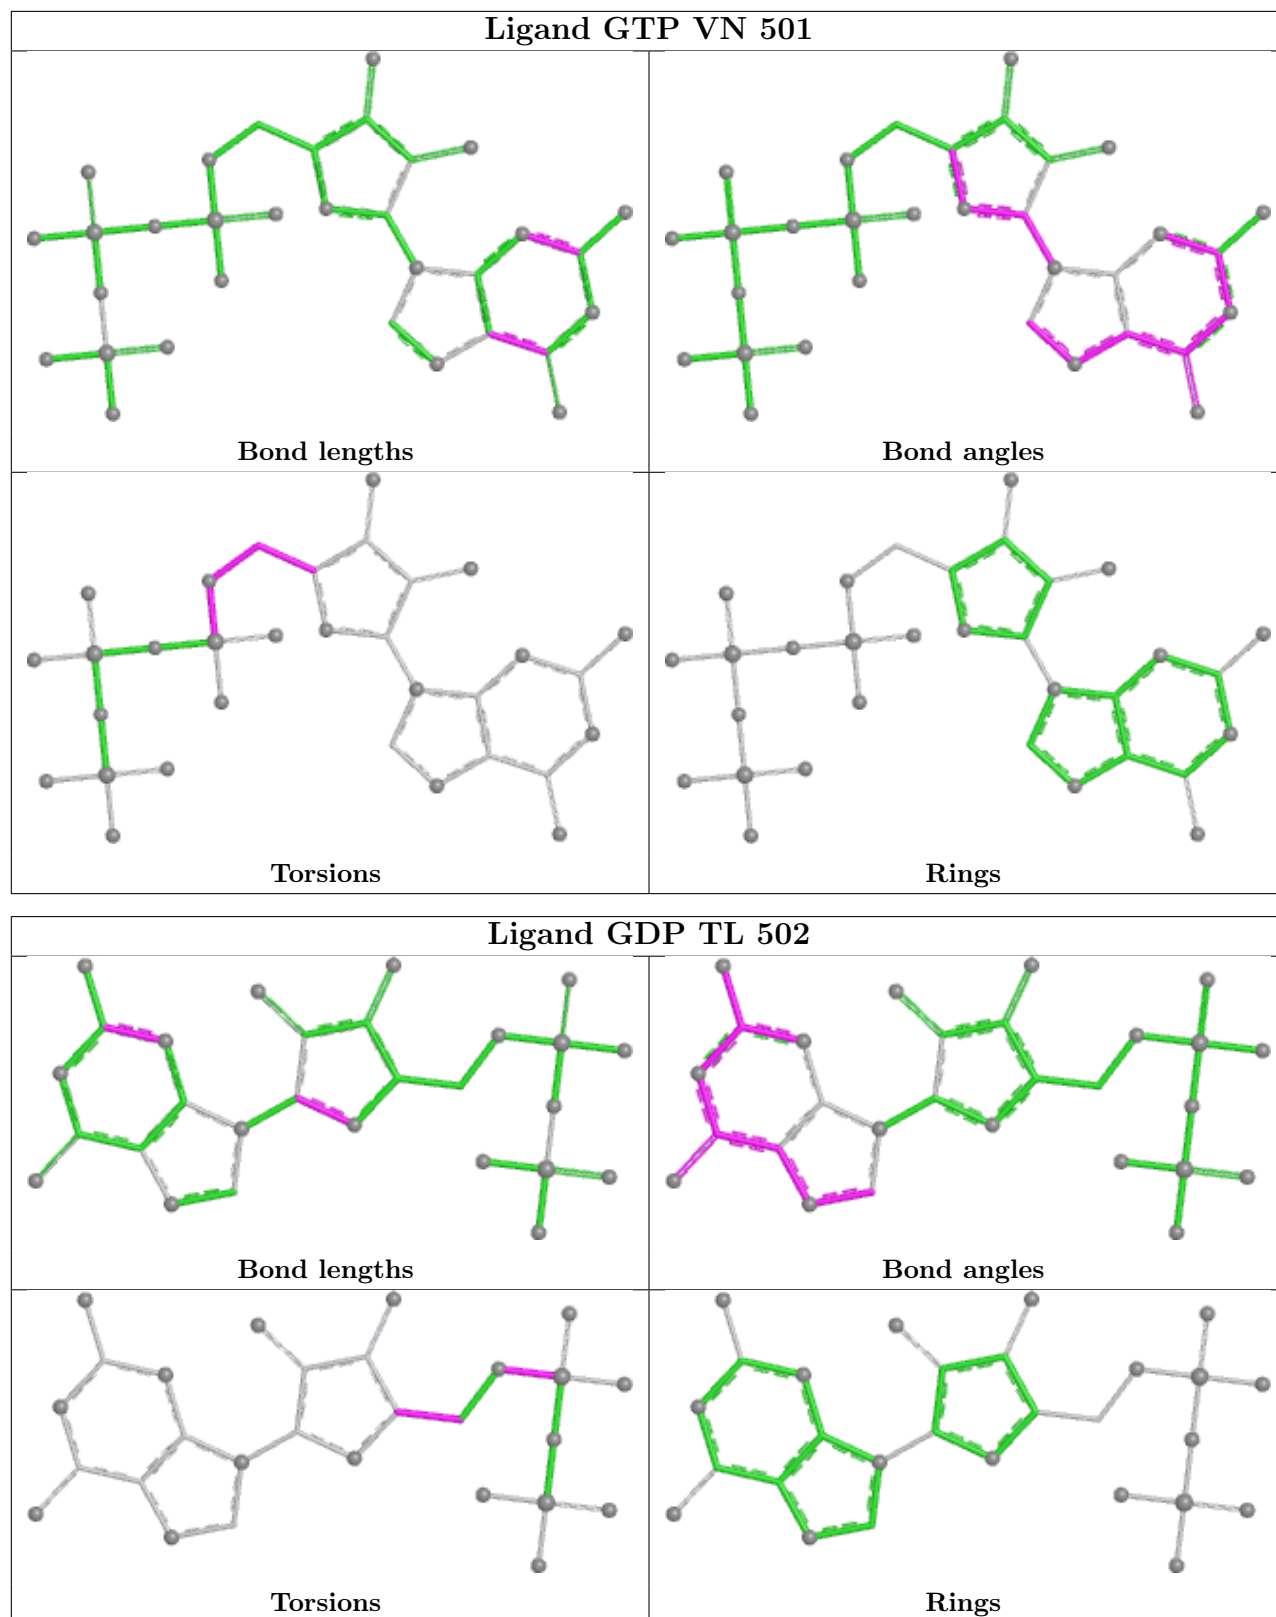 Ligand GTP VN 501
Bond lengths
Bond angles
Torsions
Rings
Ligand GDP TL 502
Bond lengths
Bond angles
Torsions
Rings